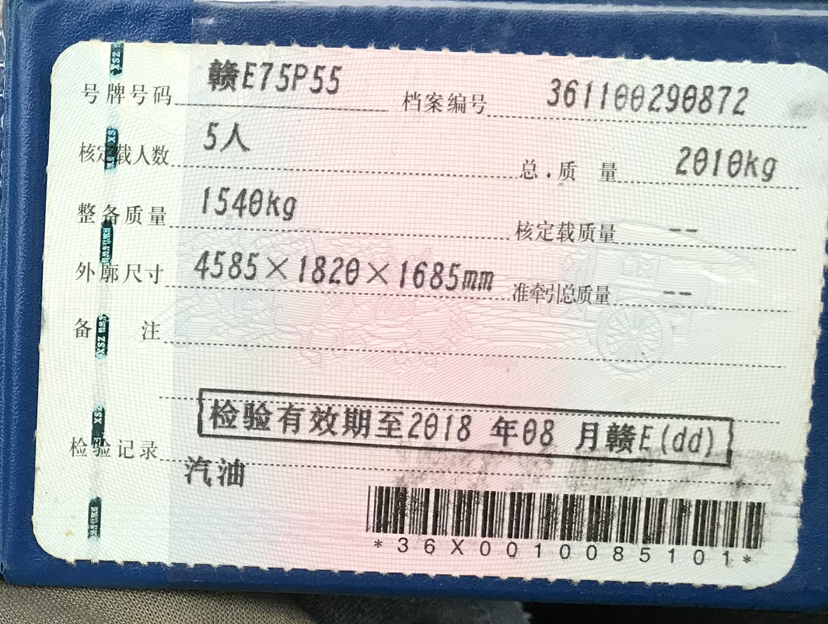 号牌号码 赣E75P55 档案编号 361100290872
核定载人数 5人 总质量 2010kg
整备质量 1540kg 核定载质量 --
外廓尺寸 4585×1820×1685mm 准牵引总质量 --
备注
检验记录 检验有效期至2018 年08 月赣E(dd)
汽油
*36X0010085101*